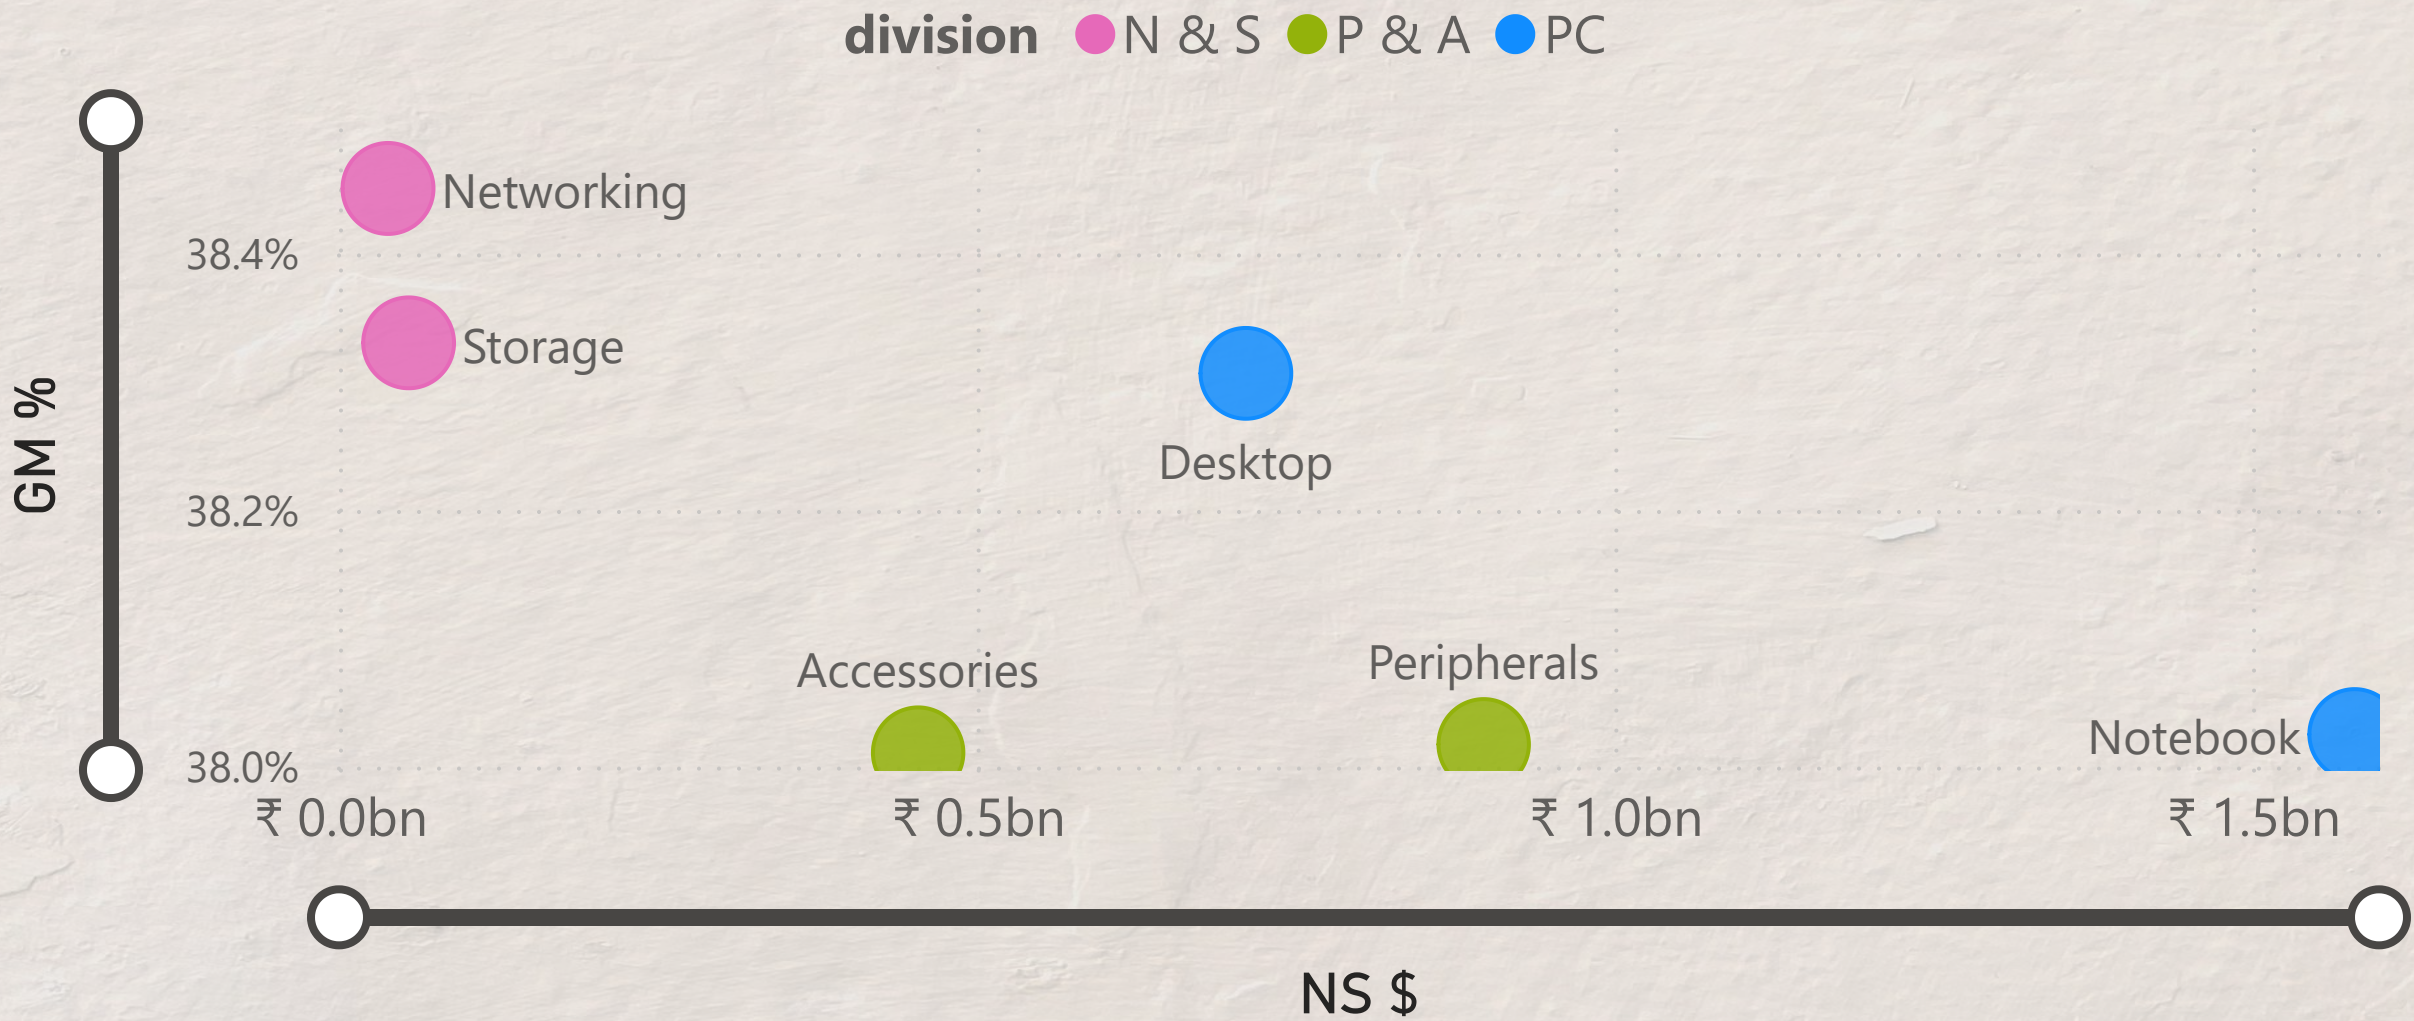 division N & S P & A PC
Networking
38.4%
Storage
Desktop
38.2%
GM %
Peripherals
Accessories
Notebook
38.0%
₹ 0.0bn ₹ 0.5bn ₹ 1.0bn ₹ 1.5bn
NS $